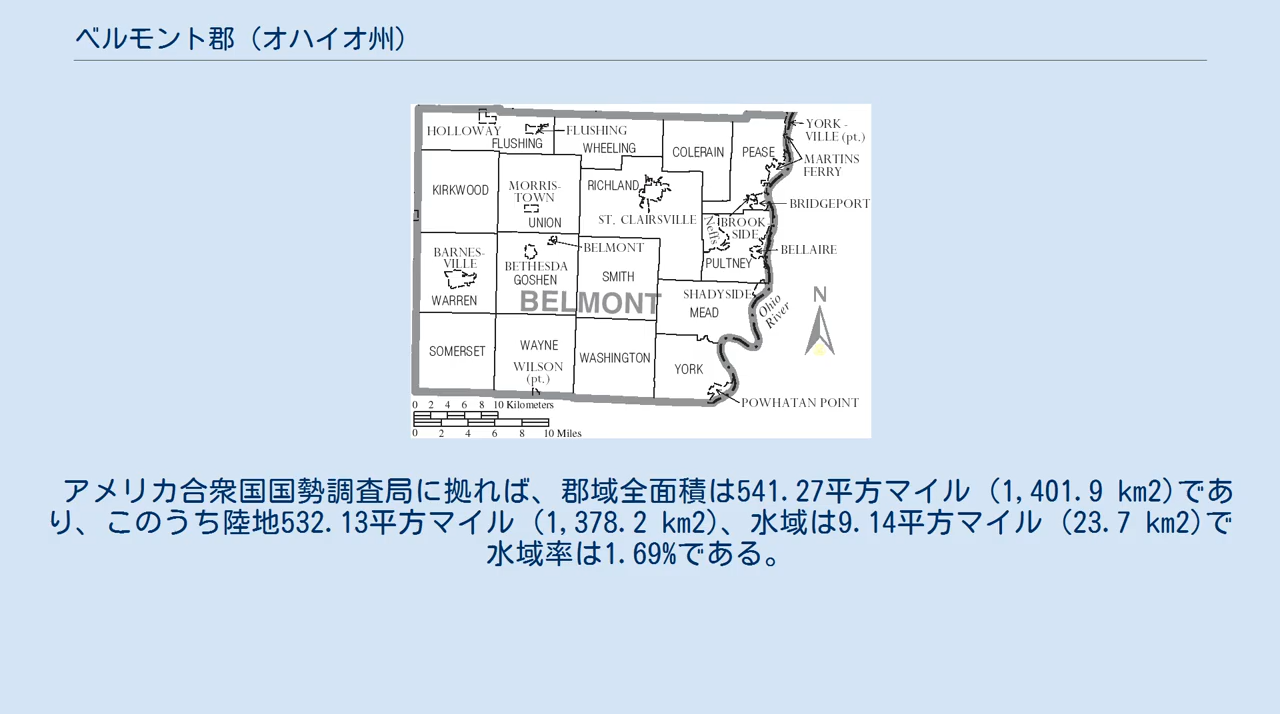 ベルモント郡 (オハイオ州)
HOLLOWAY
FLUSHING
FLUSHING
WHEELING
COLERAIN
PEASE
YORK-
VILLE (pt.)
MARTINS
FERRY
KIRKWOOD
MORRIS-
TOWN
UNION
RICHLAND
ST. CLAIRSVILLE
BRIDGEPORT
Neffs
BROOK-
SIDE
BELLAIRE
PULTNEY
BARNES-
VILLE
WARREN
BELMONT
BETHESDA
GOSHEN
SMITH
BELMONT
SHADYSIDE
MEAD
Ohio
River
N
SOMERSET
WAYNE
WILSON
(pt.)
WASHINGTON
YORK
POWHATAN POINT
0 2 4 6 8 10 Kilometers
0 2 4 6 8 10 Miles
アメリカ合衆国国勢調査局に拠れば、郡域全面積は541.27平方マイル (1,401.9 km2)であ
り、このうち陸地532.13平方マイル (1,378.2 km2)、水域は9.14平方マイル (23.7 km2)で
水域率は1.69%である。